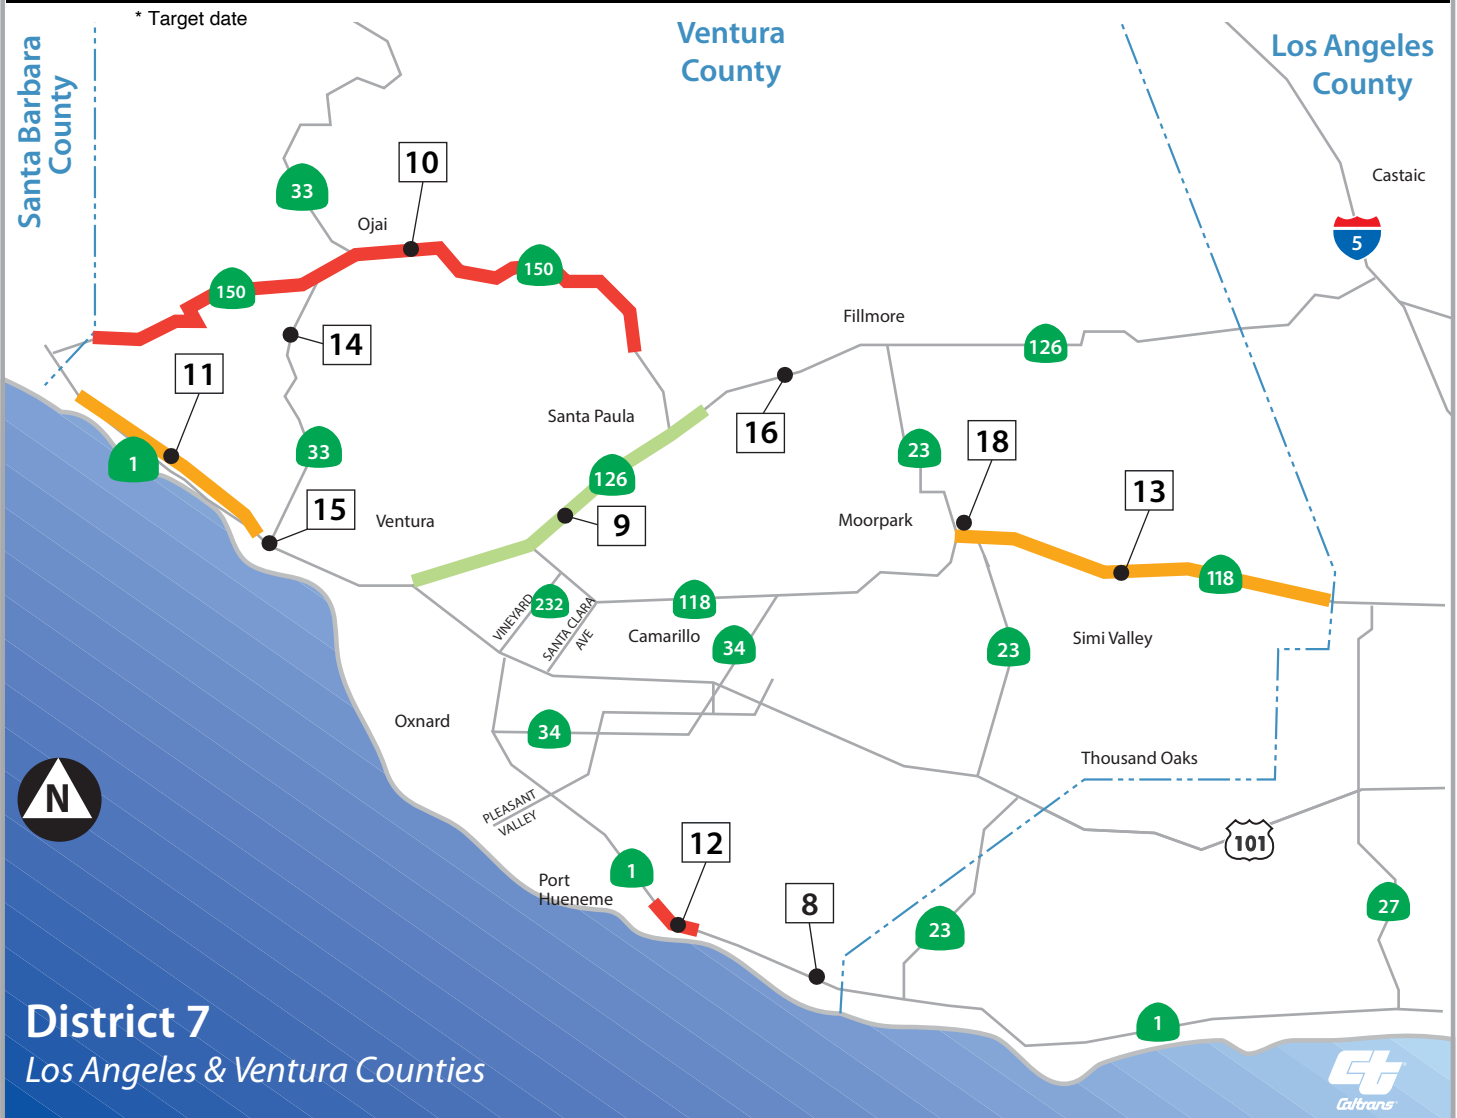 * Target date
Santa Barbara
County
Ventura
County
Los Angeles
County
Castaic
10
33
Ojai
5
150
150
14
Fillmore
126
11
Santa Paula
16
18
1
33
126
23
13
15
Ventura
9
Moorpark
118
VINEYARD
232
SANTA CLARA
AVE
118
Camarillo
34
23
Simi Valley
Oxnard
34
Thousand Oaks
N
PLEASANT
VALLEY
101
12
1
Port
Hueneme
8
23
27
District 7
1
Los Angeles & Ventura Counties
ct
Caltrans